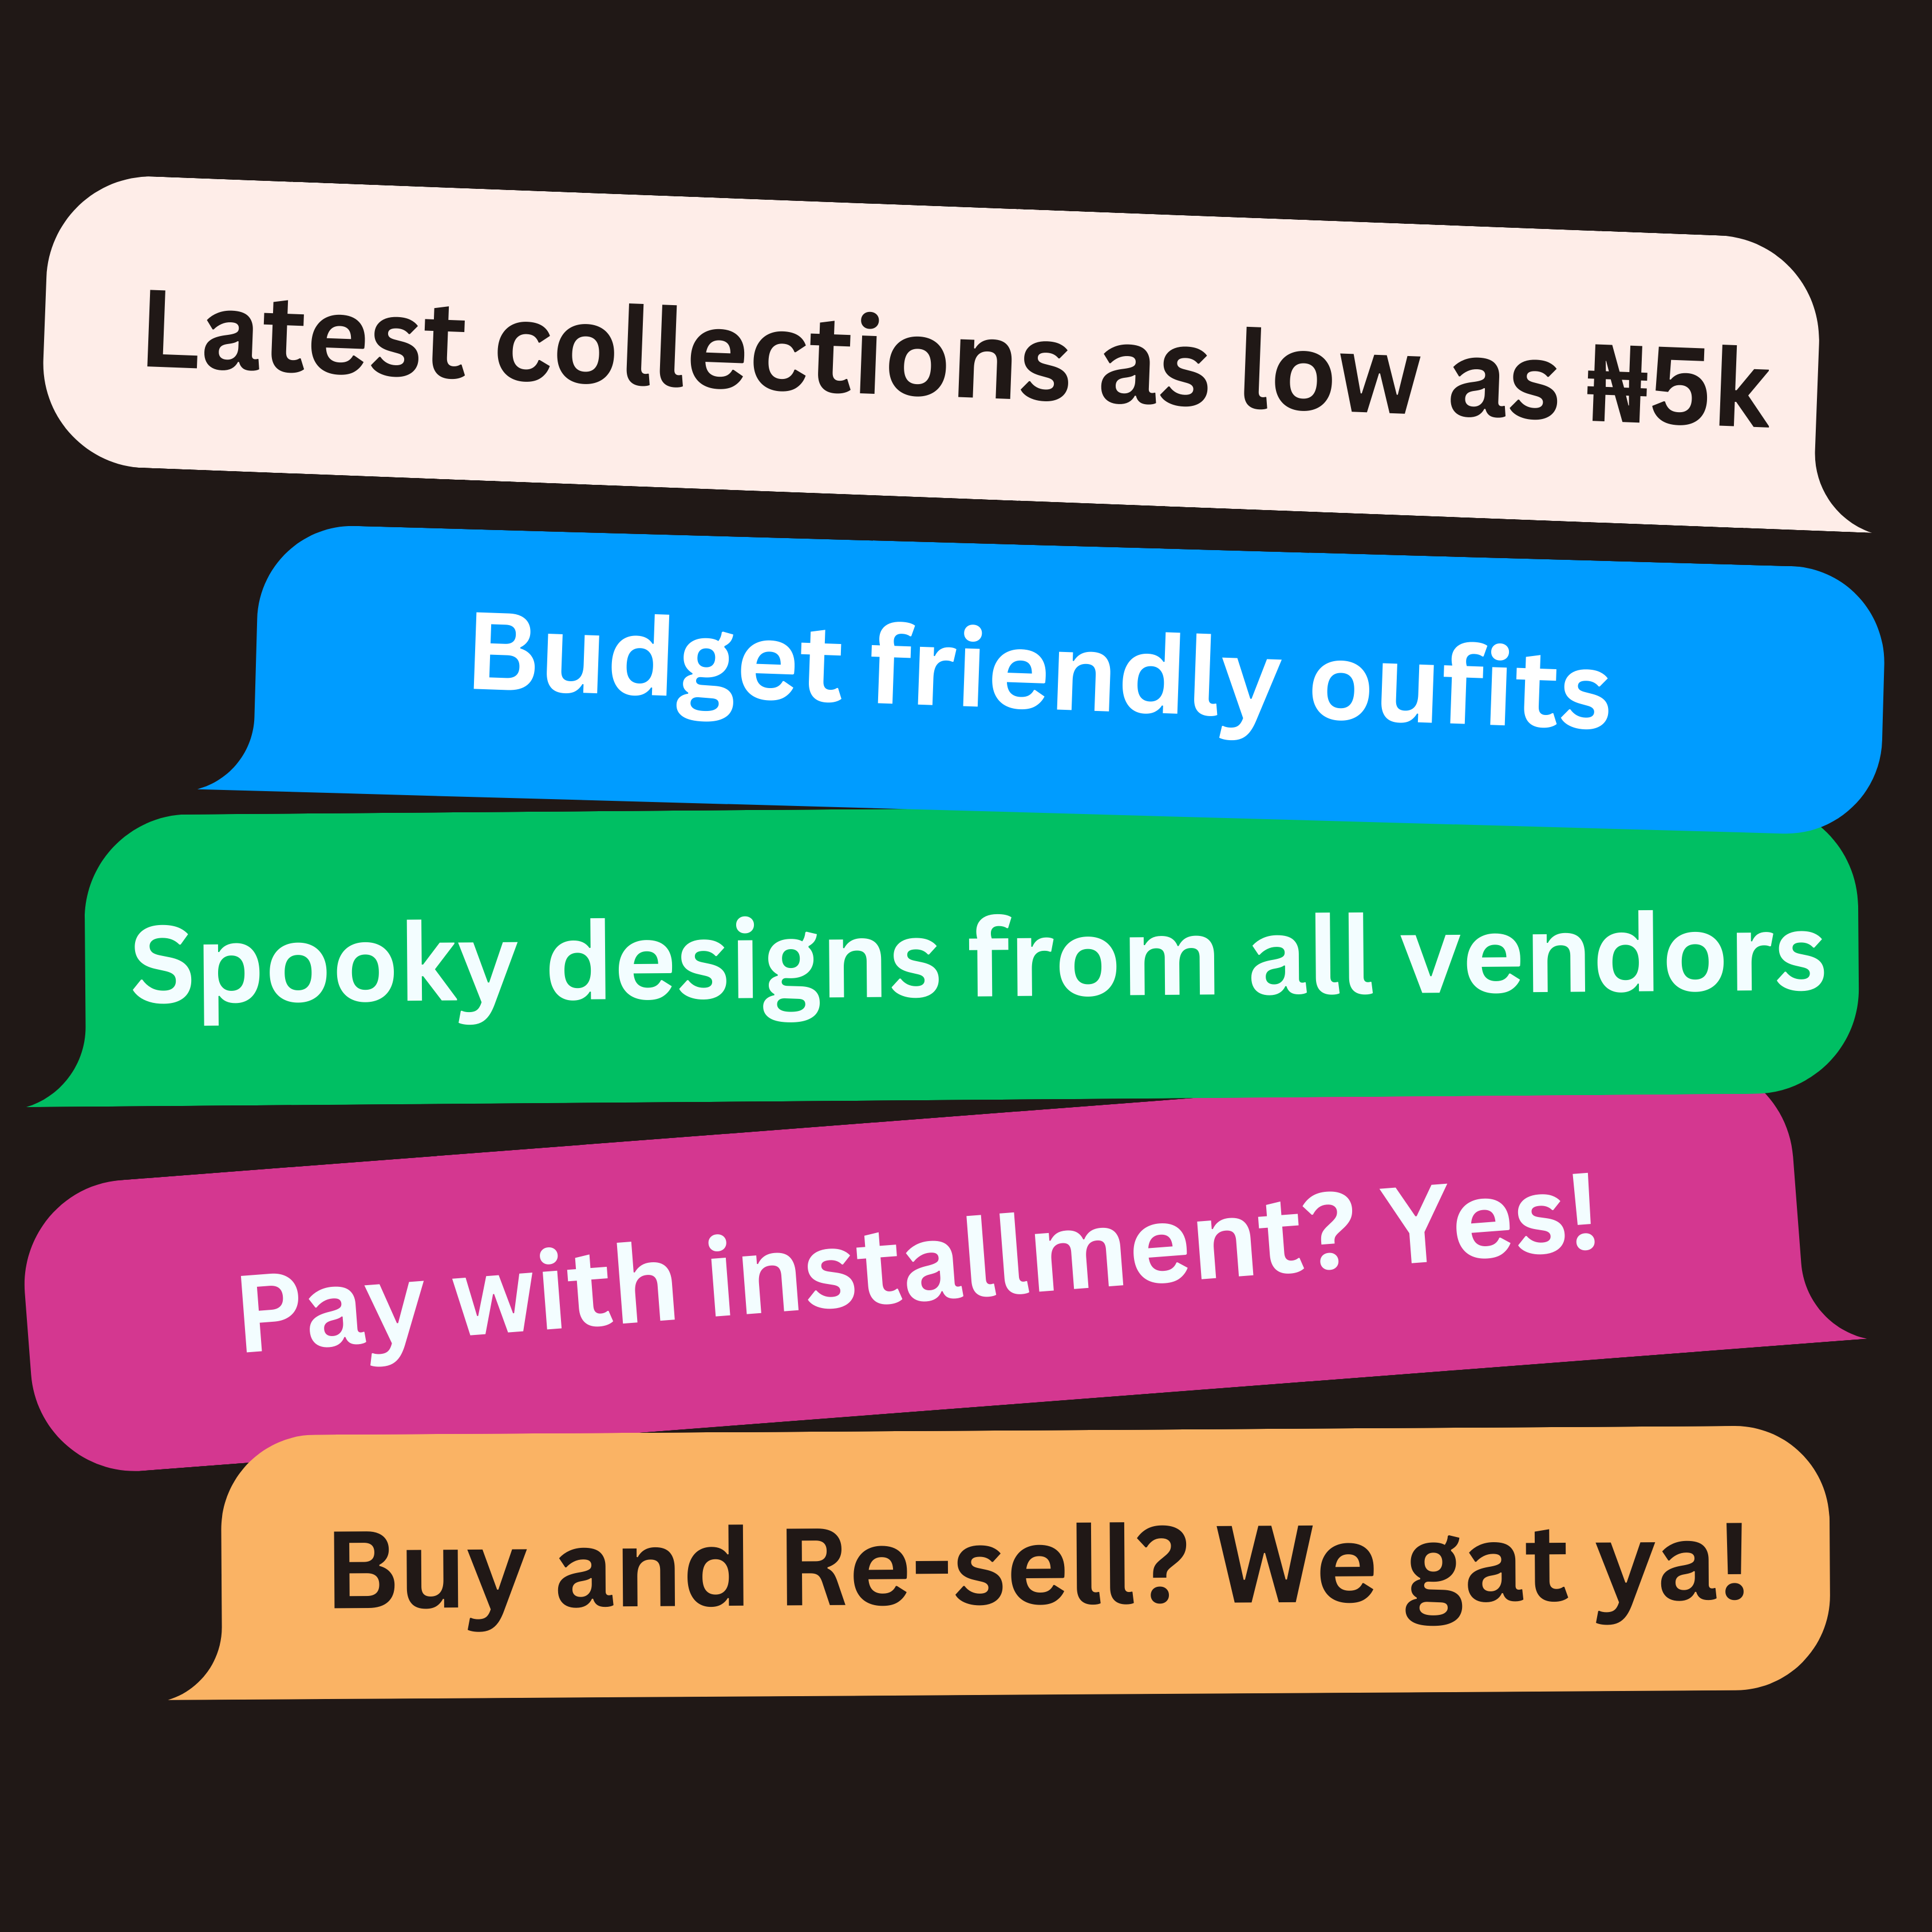 Latest collections as low as ₦5k
Budget friendly oufits
Spooky designs from all vendors
Pay with installment? Yes!
Buy and Re-sell? We gat ya!